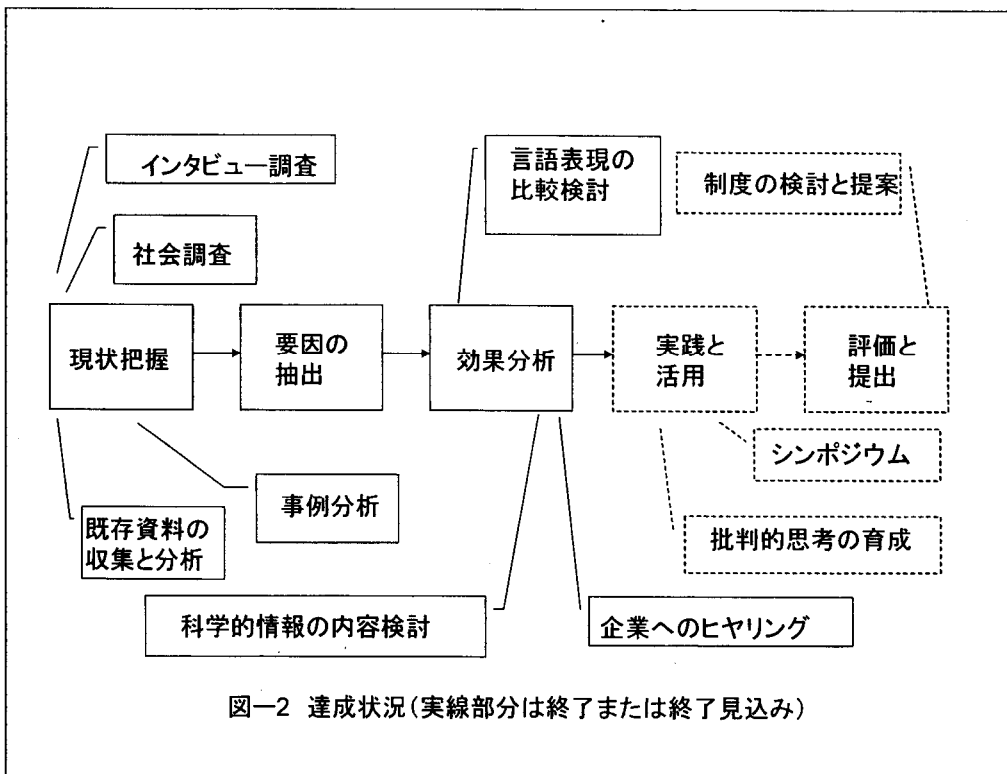 インタビュー調査
社会調査
言語表現の
比較検討
制度の検討と提案
現状把握
要因の
抽出
効果分析
実践と
活用
評価と
提出
シンポジウム
事例分析
既存資料の
収集と分析
批判的思考の育成
科学的情報の内容検討
企業へのヒヤリング
図―2 達成状況(実線部分は終了または終了見込み)